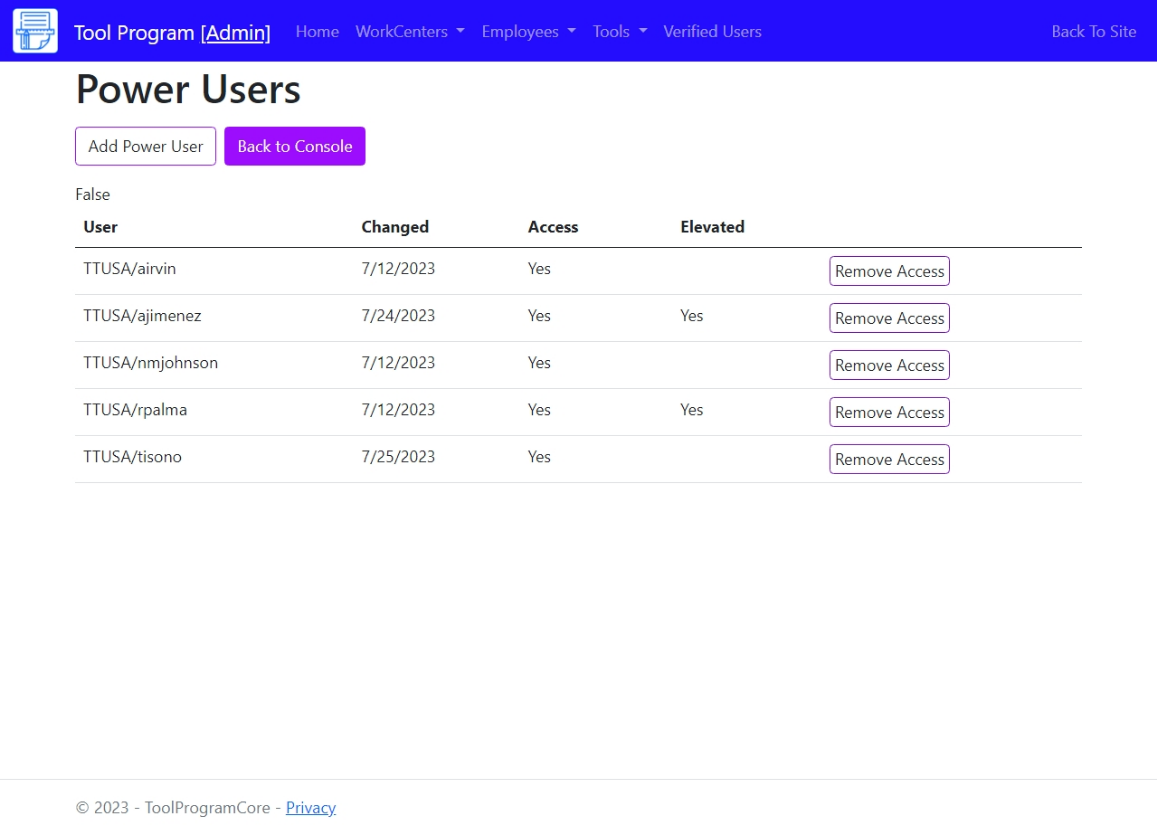 Tool Program [Admin] Home WorkCenters Employees Tools Verified Users Back To Site
Power Users
Add Power User Back to Console
False
User Changed Access Elevated
TTUSA/airvin 7/12/2023 Yes Remove Access
TTUSA/ajimenez 7/24/2023 Yes Yes Remove Access
TTUSA/nmjohnson 7/12/2023 Yes Remove Access
TTUSA/rpalma 7/12/2023 Yes Yes Remove Access
TTUSA/tisono 7/25/2023 Yes Remove Access
© 2023 - ToolProgramCore - Privacy